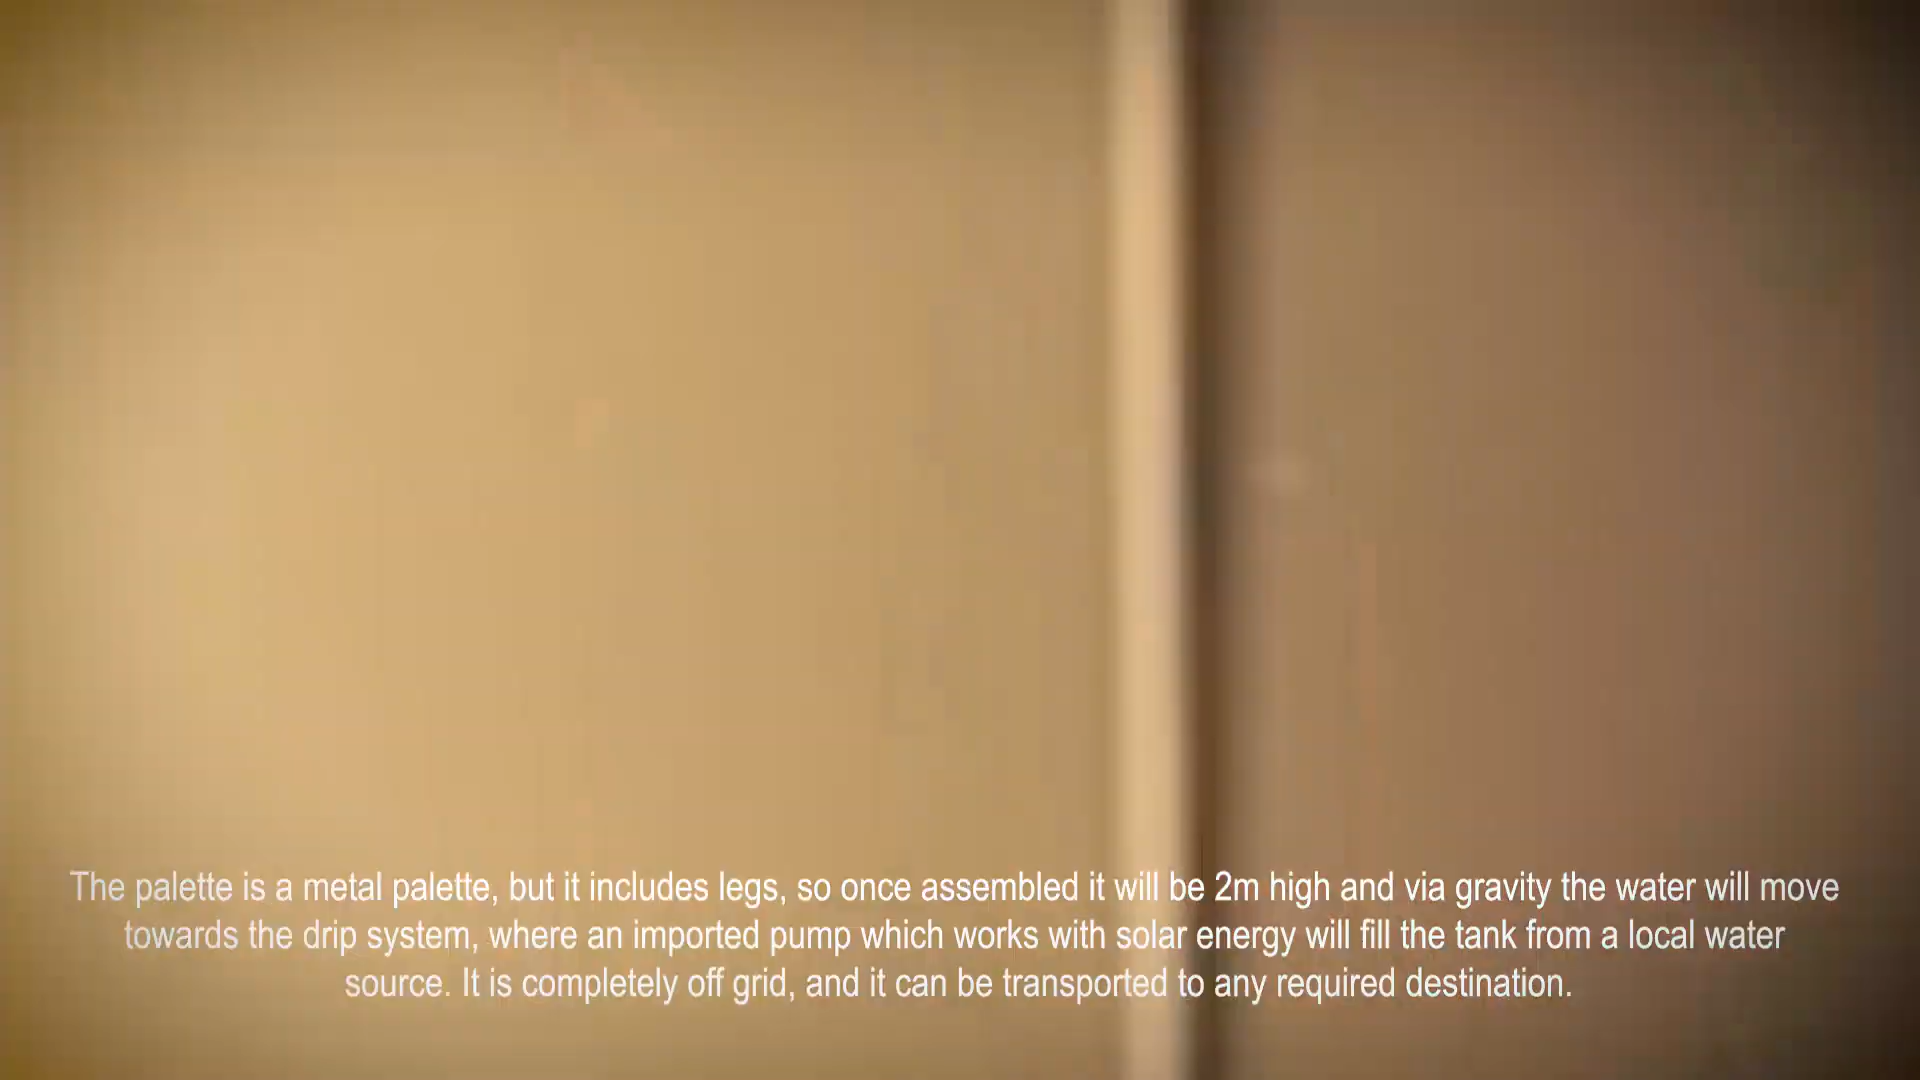 The palette is a metal palette, but it includes legs, so once assembled it will be 2m high and via gravity the water will move
towards the drip system, where an imported pump which works with solar energy will fill the tank from a local water
source. It is completely off grid, and it can be transported to any required destination.